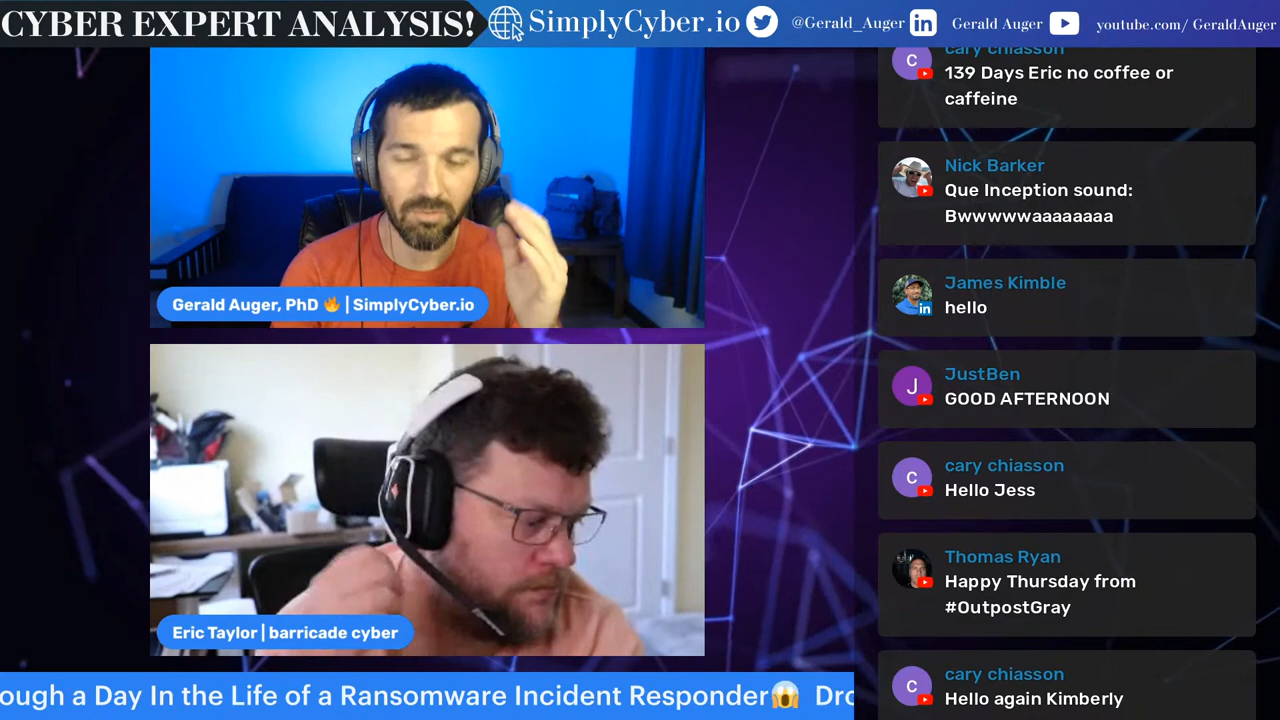 CYBER EXPERT ANALYSIS!
SimplyCyber.io
@Gerald_Auger
Gerald Auger
youtube.com/ GeraldAuger
Gerald Auger, PhD 🔥 | SimplyCyber.io
Eric Taylor | barricade cyber
ough a Day In the Life of a Ransomware Incident Responder😱 Dro
cary chiasson
139 Days Eric no coffee or
caffeine
Nick Barker
Que Inception sound:
Bwwwwwaaaaaaaa
James Kimble
hello
JustBen
GOOD AFTERNOON
cary chiasson
Hello Jess
Thomas Ryan
Happy Thursday from
#OutpostGray
cary chiasson
Hello again Kimberly